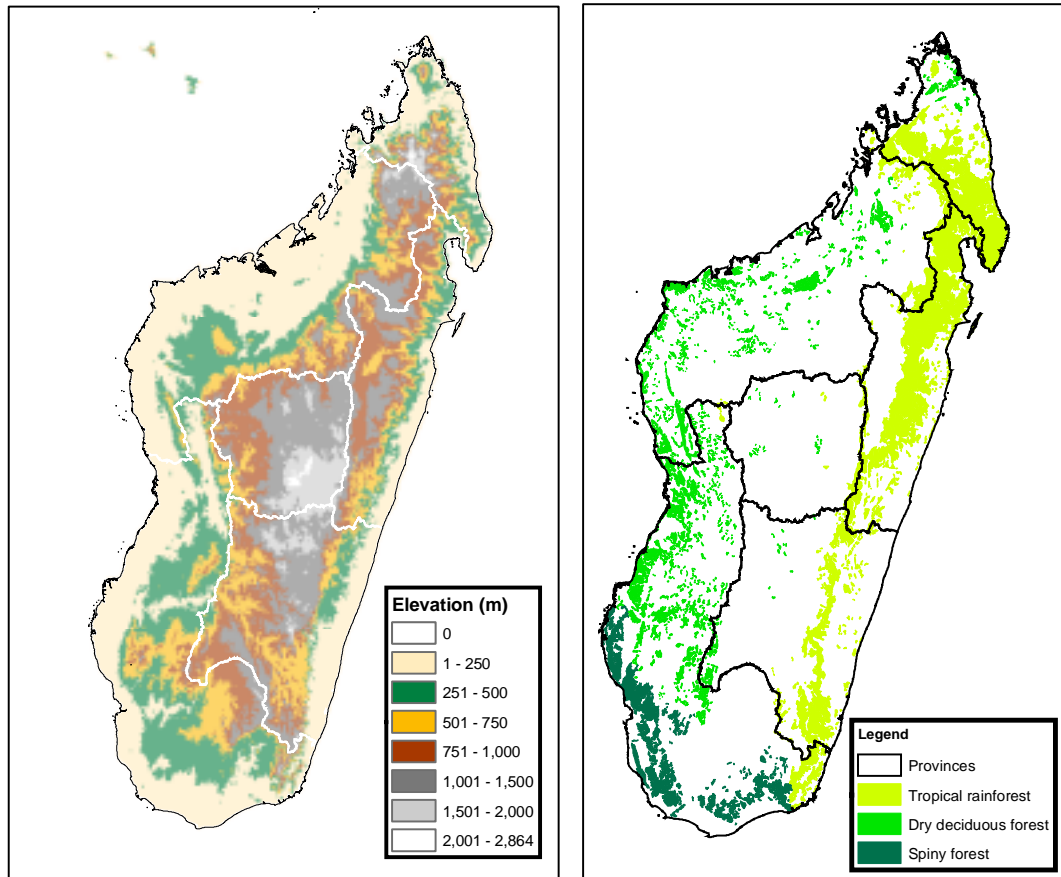 Elevation (m)
0
1 - 250
251 - 500
501 - 750
751 - 1,000
1,001 - 1,500
1,501 - 2,000
2,001 - 2,864
Legend
Provinces
Tropical rainforest
Dry deciduous forest
Spiny forest